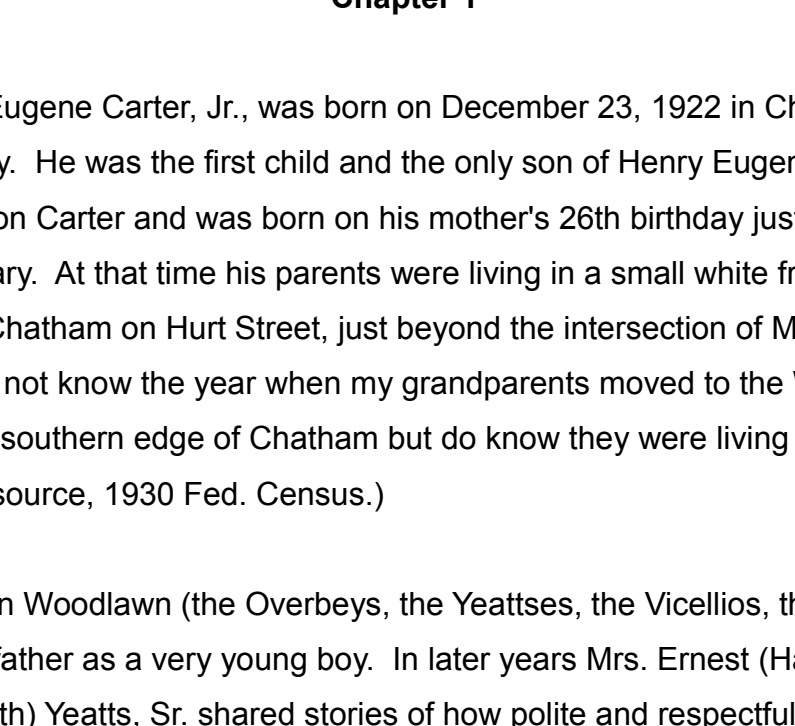 Chapter 1
Eugene Carter, Jr., was born on December 23, 1922 in Ch
y. He was the first child and the only son of Henry Eugen
on Carter and was born on his mother's 26th birthday just
ary. At that time his parents were living in a small white fr
Chatham on Hurt Street, just beyond the intersection of M
not know the year when my grandparents moved to the
southern edge of Chatham but do know they were living
source, 1930 Fed. Census.)
n Woodlawn (the Overbeys, the Yeattses, the Vicellios, th
father as a very young boy. In later years Mrs. Ernest (Ha
th) Yeatts, Sr. shared stories of how polite and respectful